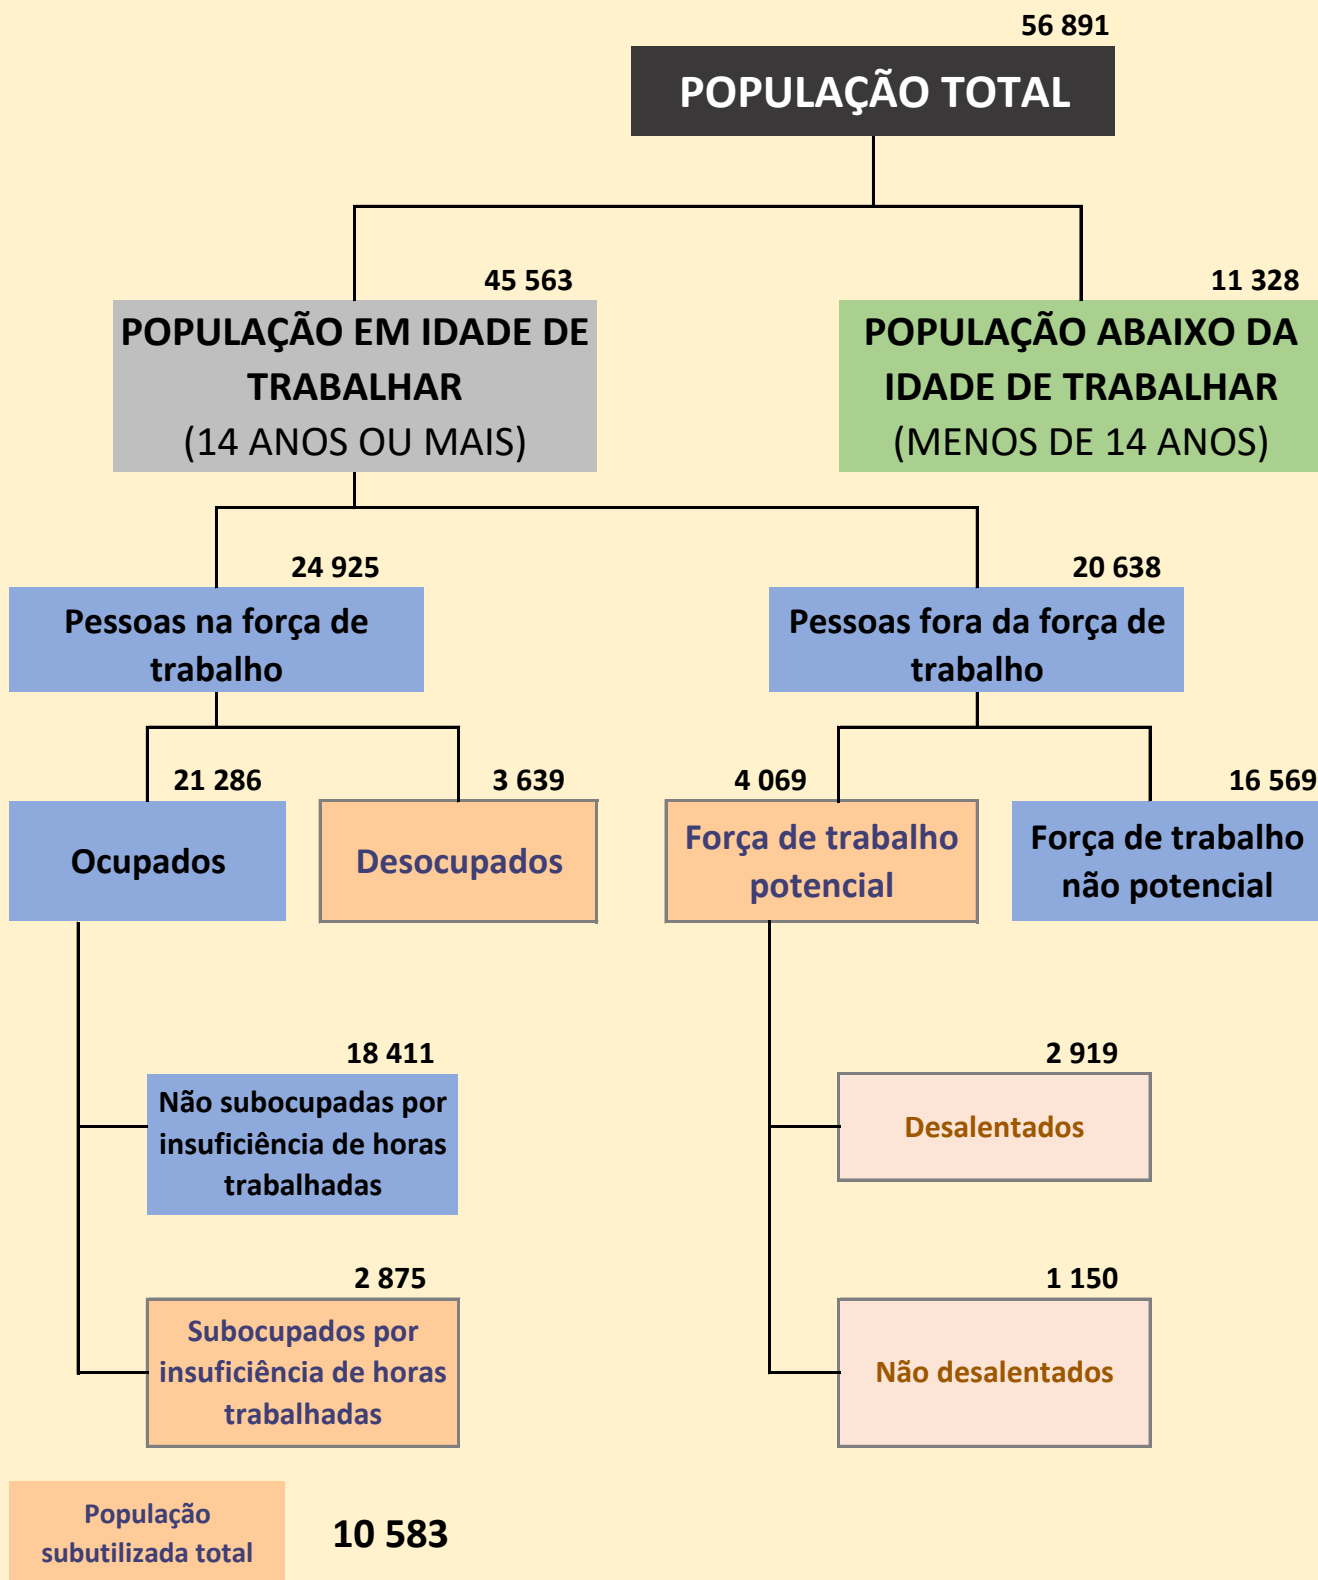 56 891
POPULAÇÃO TOTAL
45 563
POPULAÇÃO EM IDADE DE
TRABALHAR
(14 ANOS OU MAIS)
11 328
POPULAÇÃO ABAIXO DA
IDADE DE TRABALHAR
(MENOS DE 14 ANOS)
24 925
Pessoas na força de
trabalho
20 638
Pessoas fora da força de
trabalho
21 286
Ocupados
3 639
Desocupados
4 069
Força de trabalho
potencial
16 569
Força de trabalho
não potencial
18 411
Não subocupadas por
insuficiência de horas
trabalhadas
2 919
Desalentados
2 875
Subocupados por
insuficiência de horas
trabalhadas
1 150
Não desalentados
População
subutilizada total
10 583